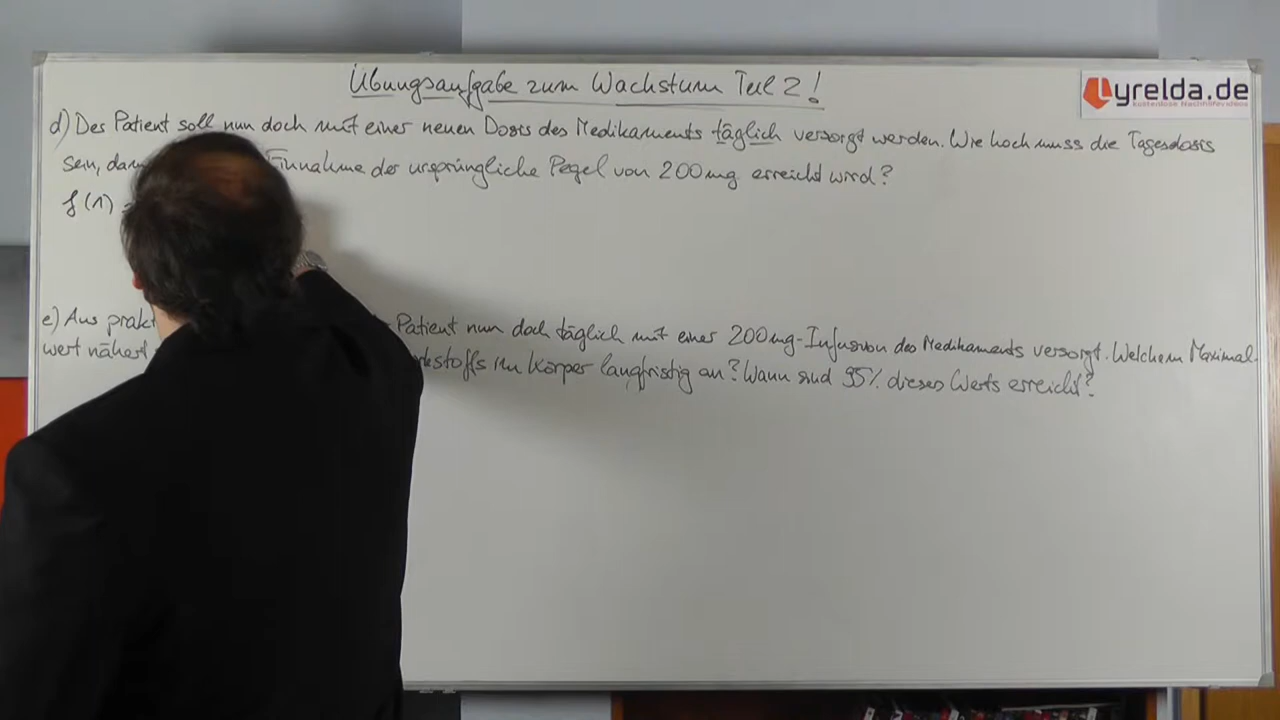 Übungsaufgabe zum Wachstum Teil 2!
Lyrelda.de
kostenlose Nachhilfevideos
d) Der Patient soll nun doch mit einer neuen Dosis des Medikaments täglich versorgt werden. Wie hoch muss die Tagesdosis
sein, Einnahme der ursprüngliche Pegel von 200mg erreicht wird?
f(1)
e) Aus Patient nun doch täglich mit einer 200mg-Infusion des Medikaments versorgt. Welchem Maximal-
wert nähert im Körper langfristig an? Wann sind 95% dieses Werts erreicht?